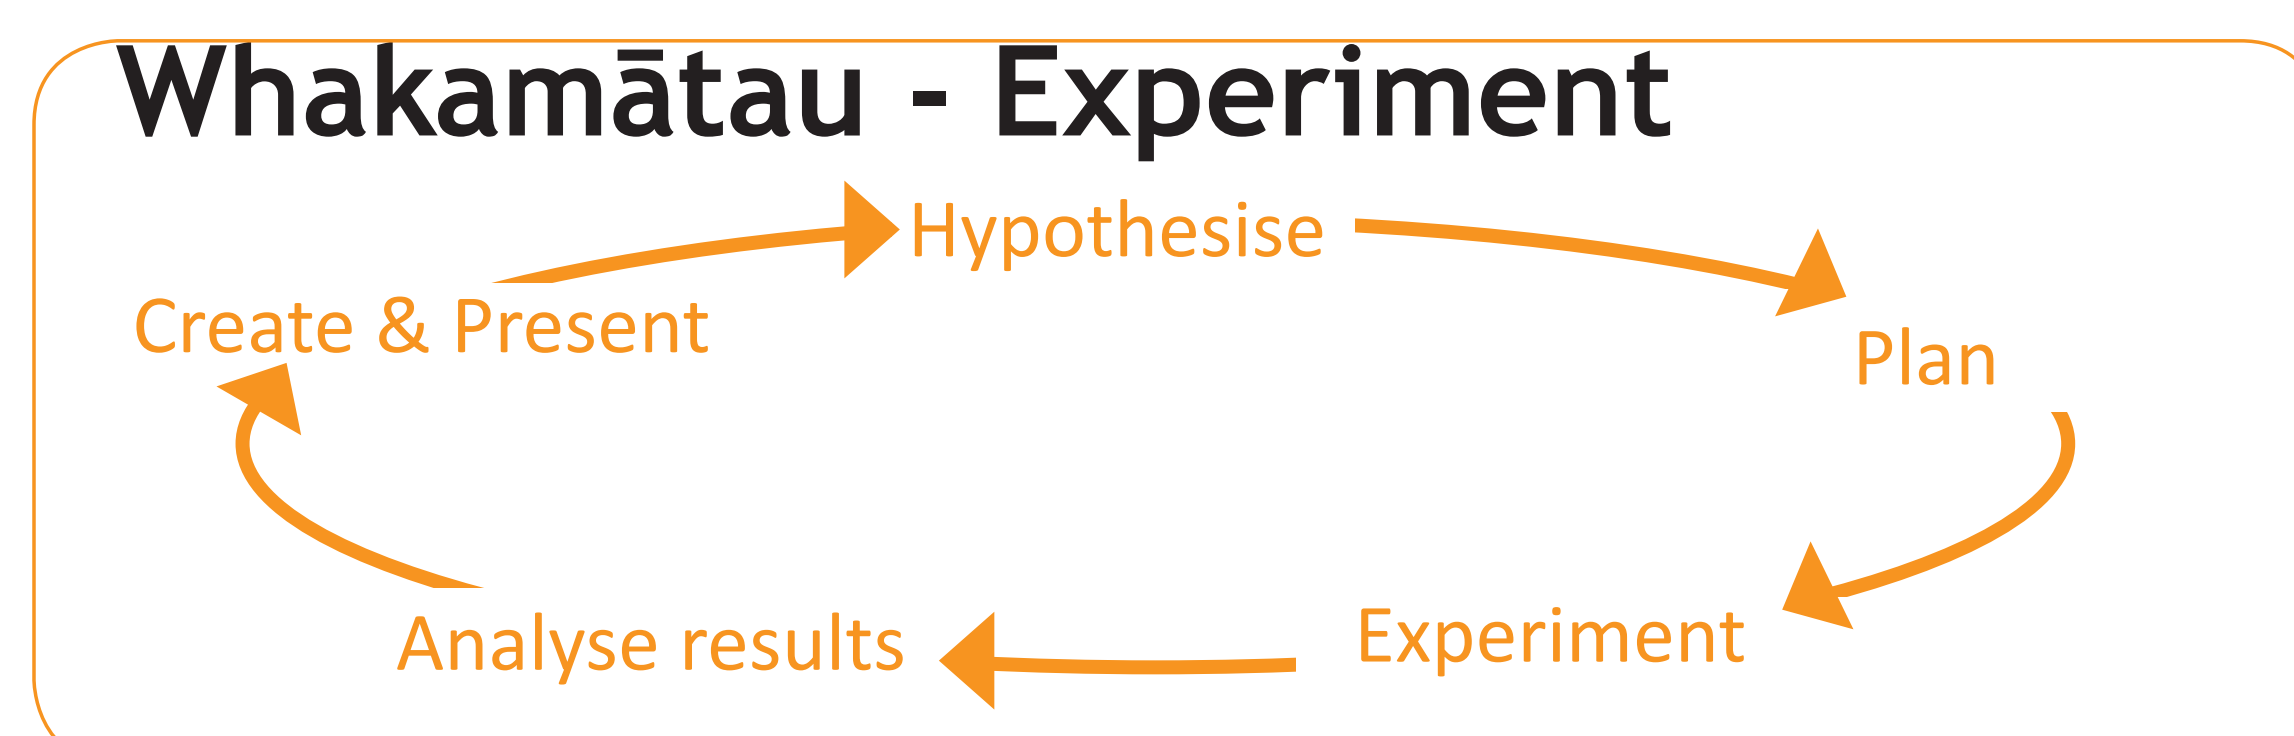 Whakamātau - Experiment
Hypothesise
Plan
Experiment
Analyse results
Create & Present